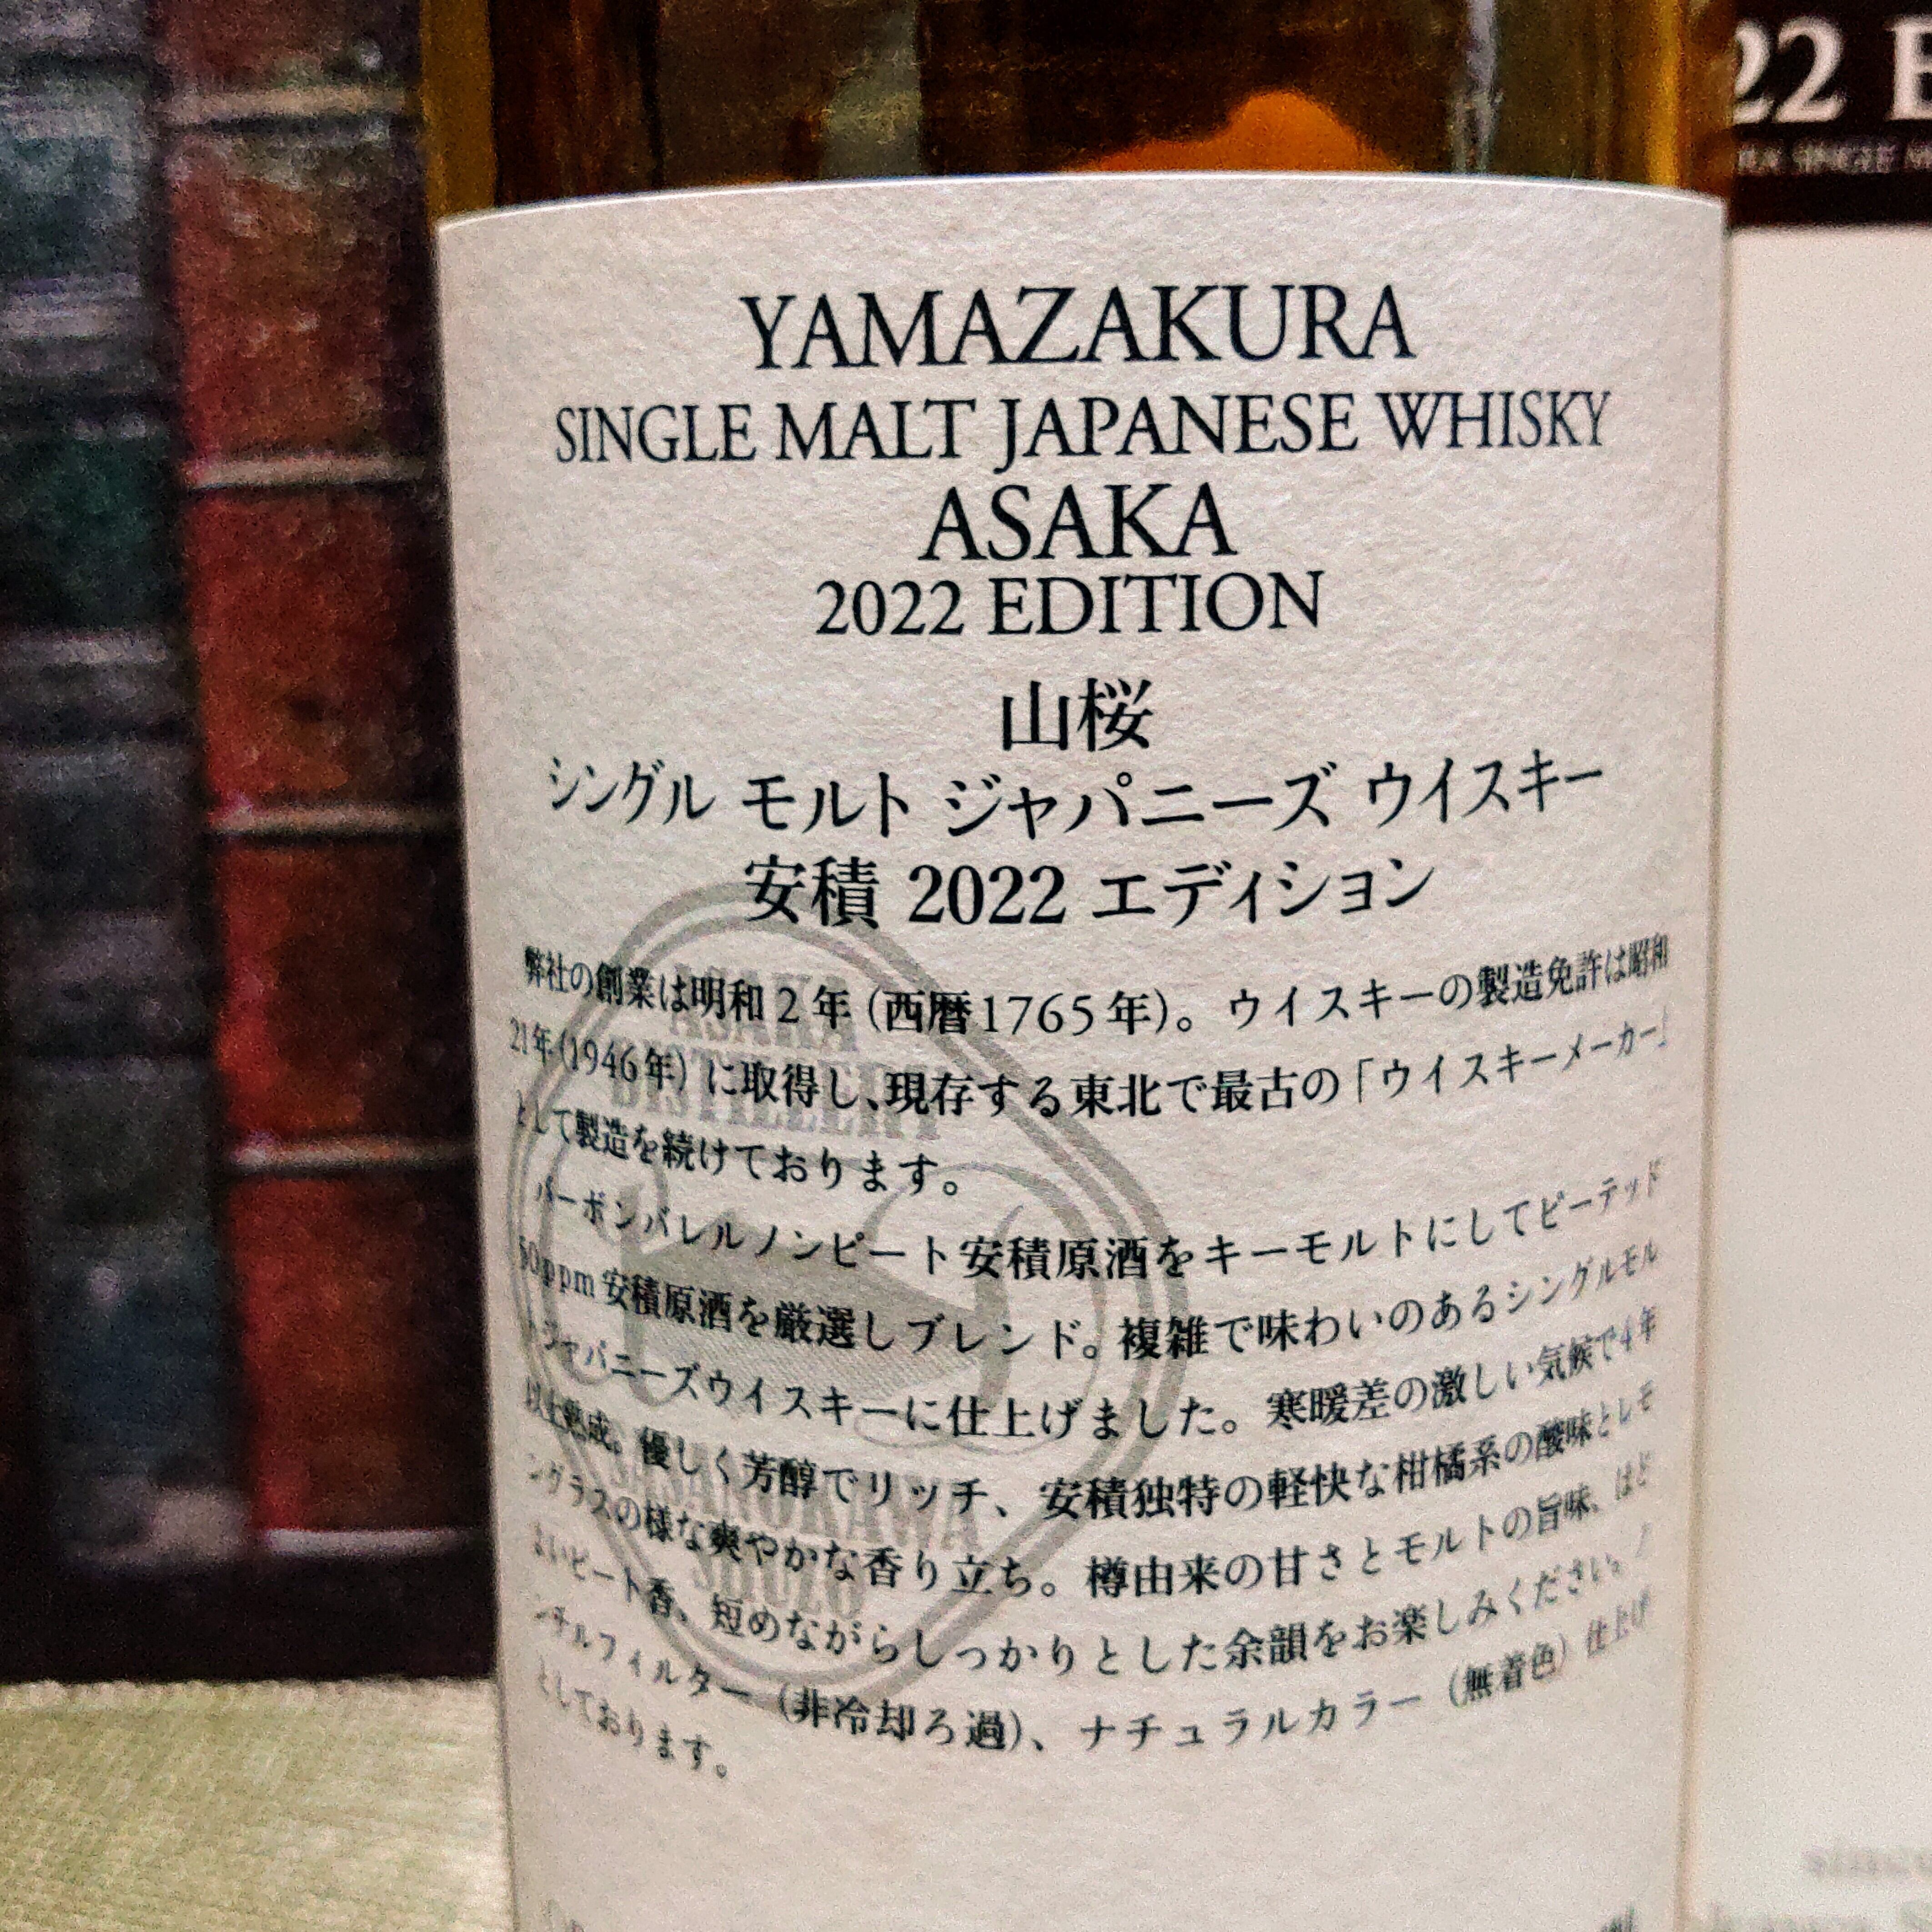 22 E
SINGLE
YAMAZAKURA
SINGLE MALT JAPANESE WHISKY
ASAKA
2022 EDITION
山桜
シングル モルト ジャパニーズ ウイスキー
安積 2022 エディション
弊社の創業は明和2年(西暦1765年)。ウイスキーの製造免許は昭和
21年(1946年)に取得し、現存する東北で最古の「ウイスキーメーカー」
として製造を続けております。
バーボンバレルノンピート安積原酒をキーモルトにしてピーテッド
50ppm安積原酒を厳選しブレンド。複雑で味わいのあるシングルモル
トジャパニーズウイスキーに仕上げました。寒暖差の激しい気候で4年
以上熟成。優しく芳醇でリッチ、安積独特の軽快な柑橘系の酸味とレモ
ングラスの様な爽やかな香り立ち。樽由来の甘さとモルトの旨味、ほど
よいピート香、短めながらしっかりとした余韻をお楽しみください。ノ
ンチルフィルター(非冷却ろ過)、ナチュラルカラー(無着色)仕上げ
としております。
ASAKA
DISTILLERY
SASANOKAWA
SHUZO